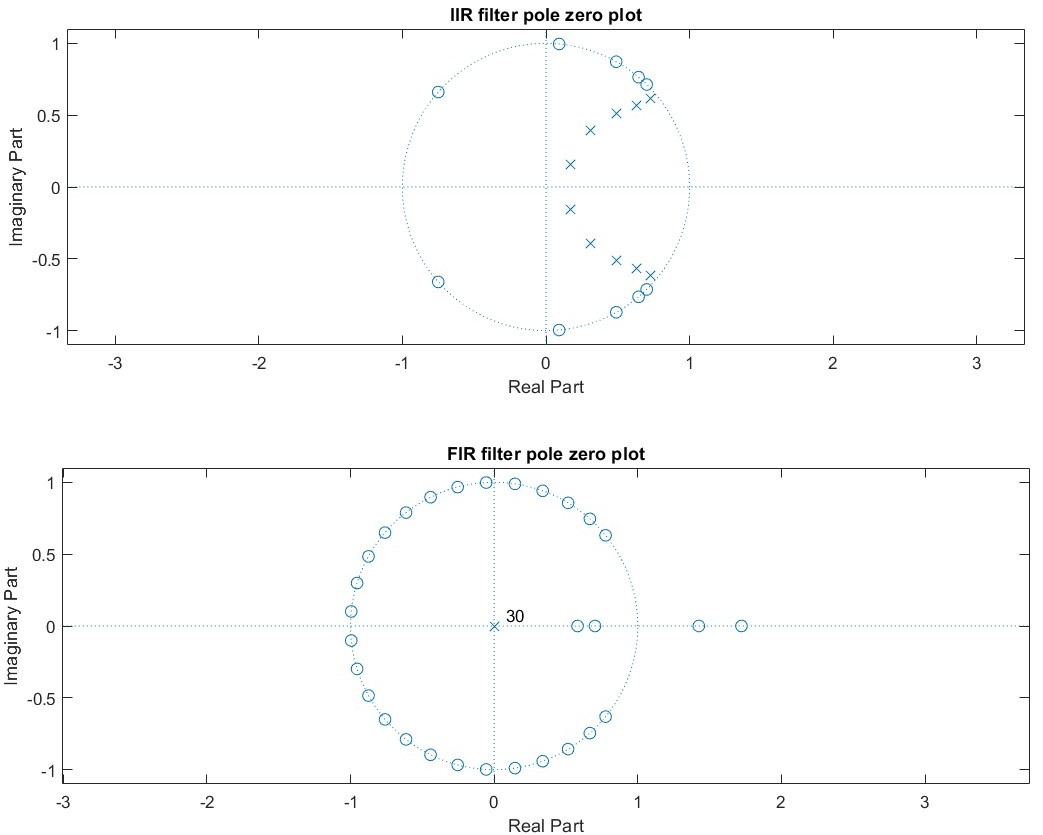 IIR filter pole zero plot
1
0.5
0
-0.5
-1
Imaginary Part
-3 -2 -1 0 1 2 3
Real Part
FIR filter pole zero plot
1
0.5
0
-0.5
-1
Imaginary Part
30
-3 -2 -1 0 1 2 3
Real Part